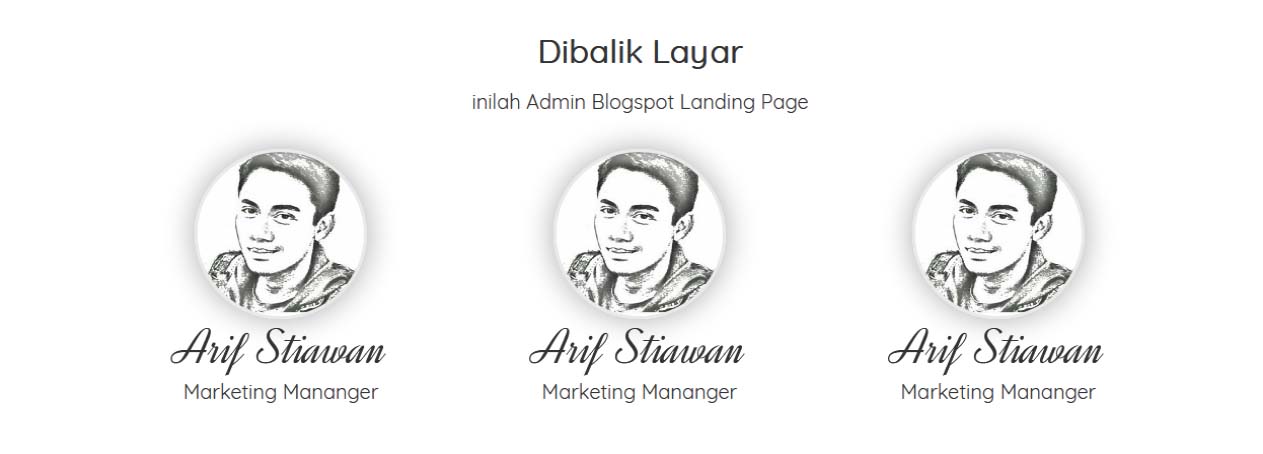 Dibalik Layar
inilah Admin Blogspot Landing Page
Arif Stiawan
Marketing Mananger
Arif Stiawan
Marketing Mananger
Arif Stiawan
Marketing Mananger